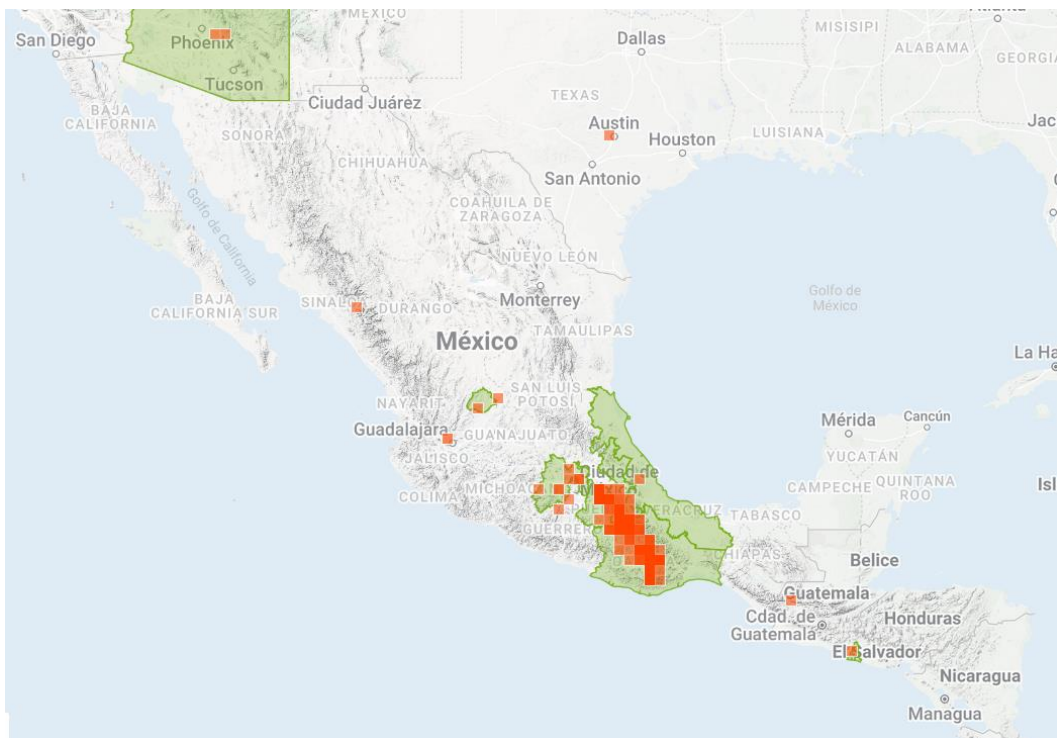 MÉXICO
Atlanta
San Diego
Phoenix
Dallas
MISISIPI
ALABAMA
GEORGIA
Tucson
Ciudad Juárez
TEXAS
BAJA
CALIFORNIA
SONORA
Austin
Houston
LUISIANA
Jac
CHIHUAHUA
San Antonio
COAHUILA DE
ZARAGOZA
Golfo de California
NUEVO LEÓN
BAJA
CALIFORNIA SUR
SINALOA
DURANGO
Monterrey
Golfo de
México
TAMAULIPAS
México
La Ha
SAN LUIS
POTOSÍ
NAYARIT
Mérida
Cancún
Guadalajara
GUANAJUATO
JALISCO
YUCATÁN
Ciudad de
COLIMA
CAMPECHE
QUINTANA
ROO
Isl
VERACRUZ
TABASCO
GUERRERO
CHIAPAS
Belice
Guatemala
Cdad. de
Guatemala
Honduras
El Salvador
Nicaragua
Managua